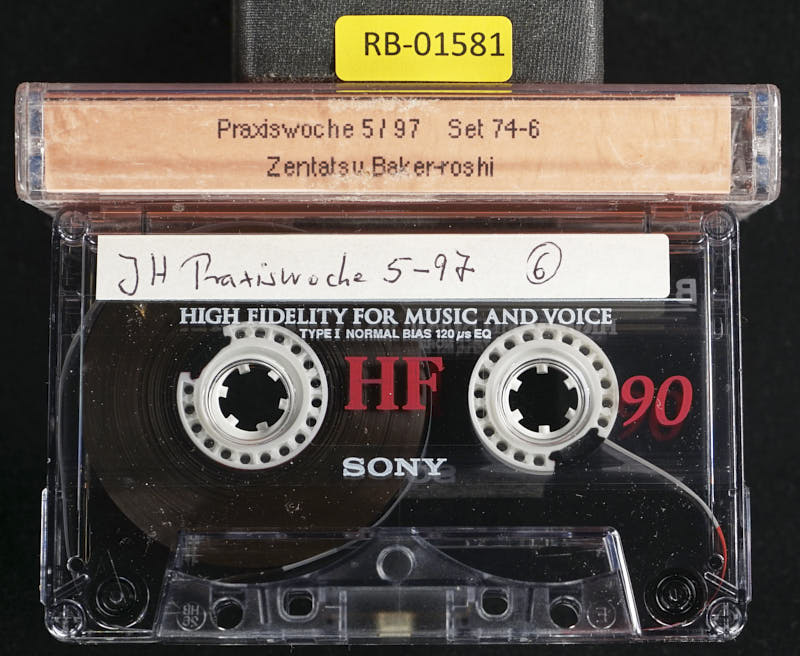 RB-01581
Praxiswoche 5/97 Set 74-6
Zentatsu Baker-roshi
JH Praxiswoche 5-97 6
HIGH FIDELITY FOR MUSIC AND VOICE
TYPE I NORMAL BIAS 120 µs EQ
HF 90
SONY